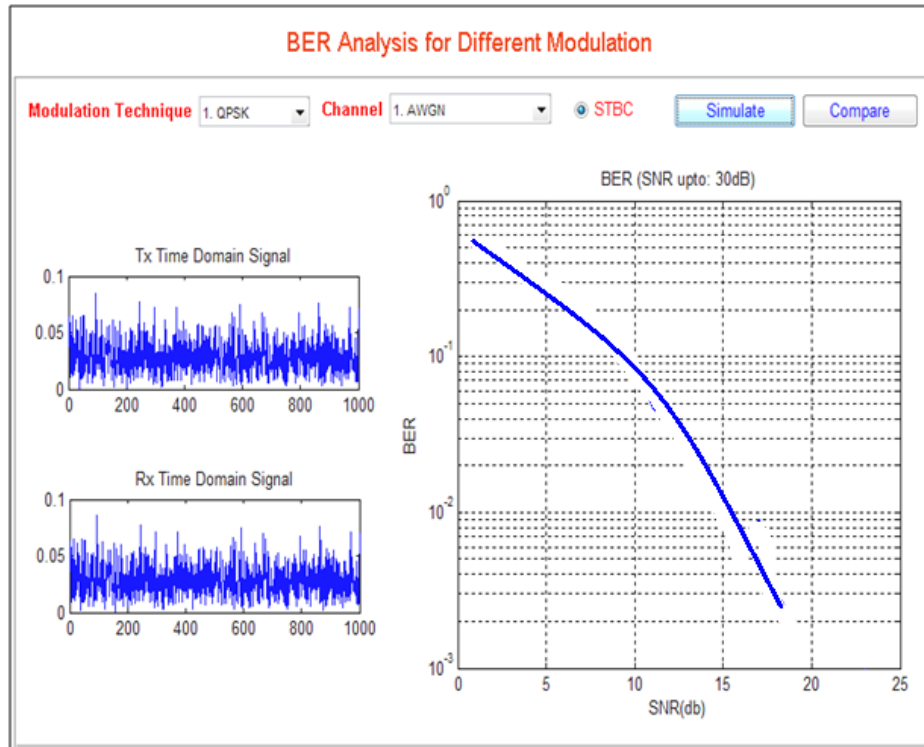 BER Analysis for Different Modulation
Modulation Technique 1. QPSK Channel 1. AWGN STBC Simulate Compare
Tx Time Domain Signal
0.1
0.05
0
0 200 400 600 800 1000
Rx Time Domain Signal
0.1
0.05
0
0 200 400 600 800 1000
BER (SNR upto: 30dB)
10^0
10^-1
10^-2
10^-3
BER
0 5 10 15 20 25
SNR(db)